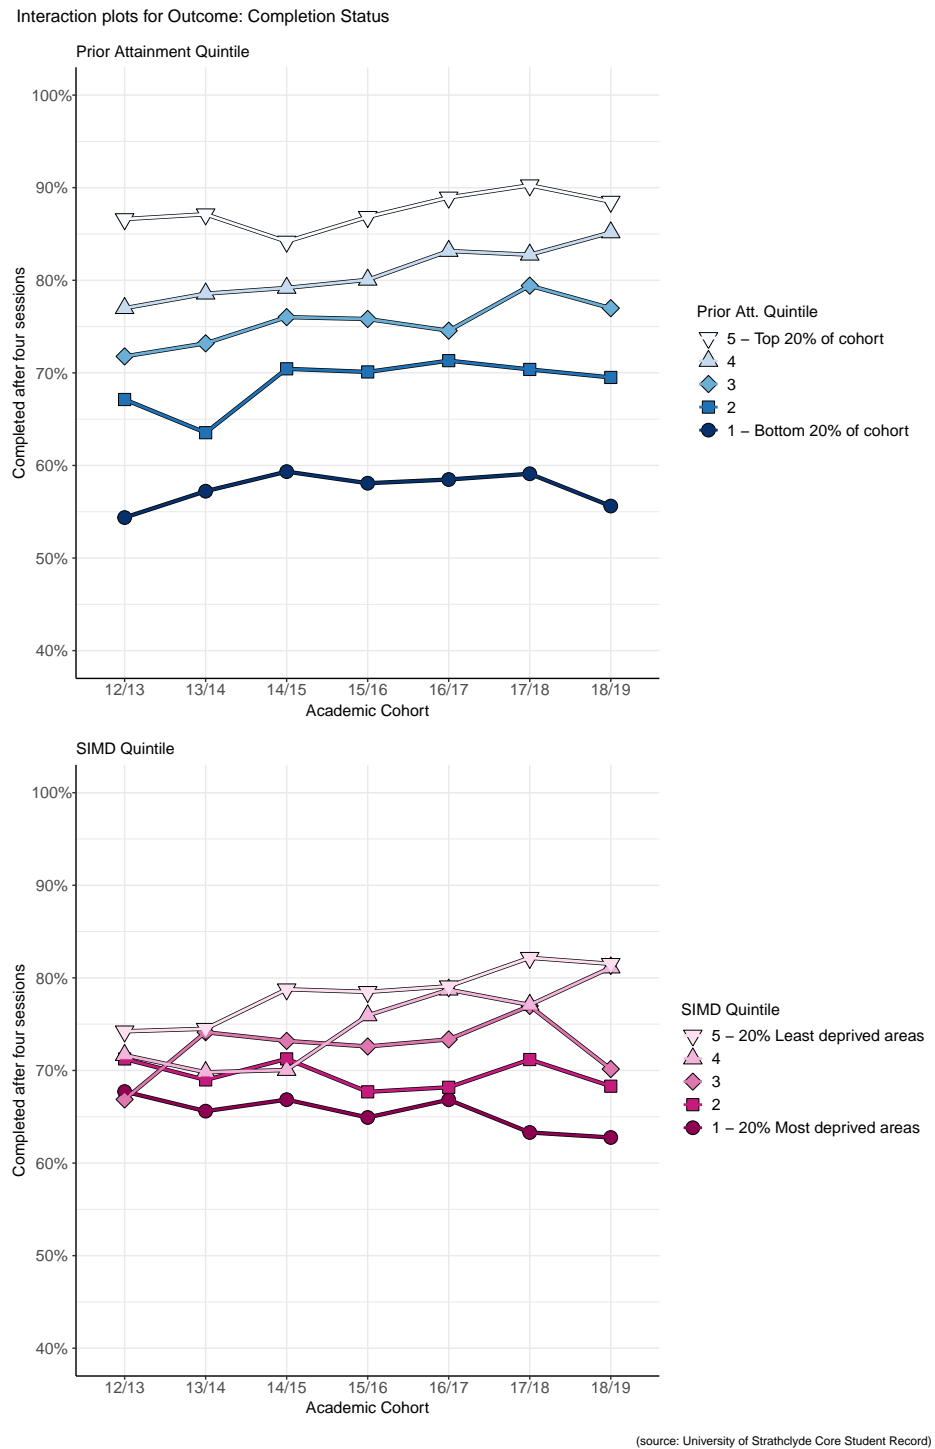 Interaction plots for Outcome: Completion Status
Prior Attainment Quintile
100%
90%
80%
70%
60%
50%
40%
Completed after four sessions
12/13 13/14 14/15 15/16 16/17 17/18 18/19
Academic Cohort
Prior Att. Quintile
5 – Top 20% of cohort
4
3
2
1 – Bottom 20% of cohort
SIMD Quintile
100%
90%
80%
70%
60%
50%
40%
Completed after four sessions
12/13 13/14 14/15 15/16 16/17 17/18 18/19
Academic Cohort
SIMD Quintile
5 – 20% Least deprived areas
4
3
2
1 – 20% Most deprived areas
(source: University of Strathclyde Core Student Record)